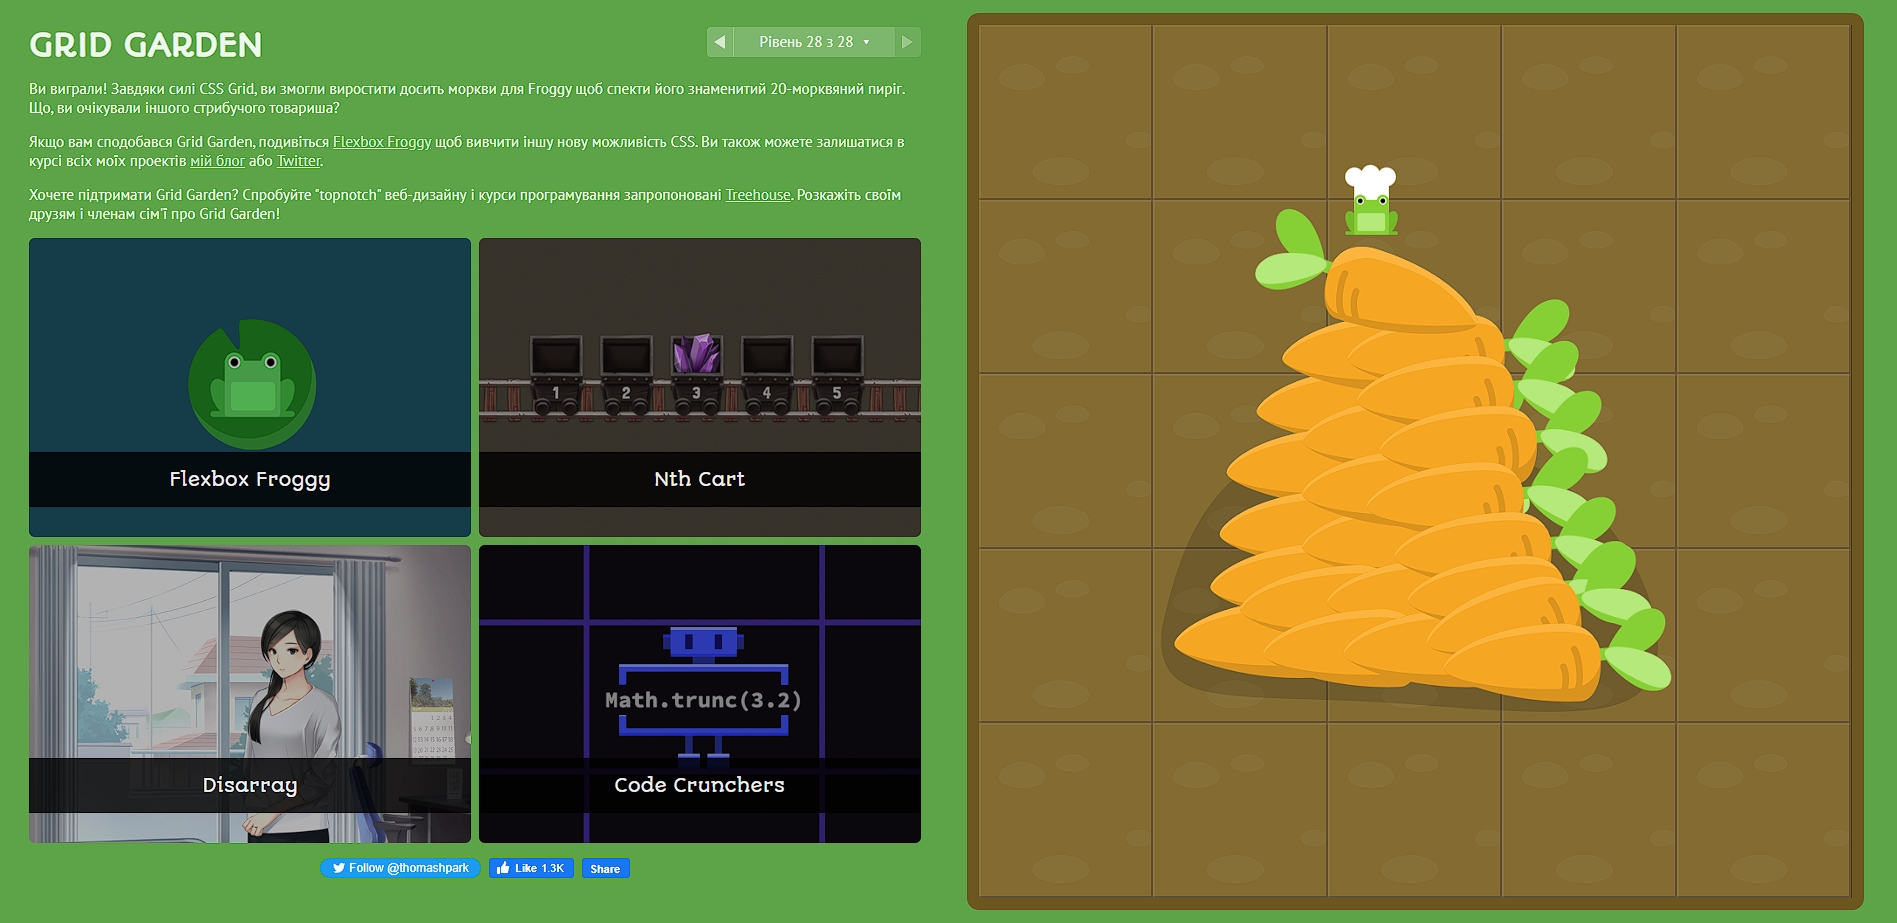 GRID GARDEN
Рівень 28 з 28
Ви виграли! Завдяки силі CSS Grid, ви змогли виростити досить моркви для Froggy щоб спекти його знаменитий 20-морквяний пиріг.
Що, ви очікували іншого стрибучого товариша?
Якщо вам сподобався Grid Garden, подивіться Flexbox Froggy щоб вивчити іншу нову можливість CSS. Ви також можете залишатися в
курсі всіх моїх проектів мій блог або Twitter.
Хочете підтримати Grid Garden? Спробуйте "topnotch" веб-дизайну і курси програмування запропоновані Treehouse. Розкажіть своїм
друзям і членам сім'ї про Grid Garden!
1 2 3 4 5
Flexbox Froggy
Nth Cart
Math.trunc(3.2)
Disarray
Code Crunchers
Follow @thomashpark
Like 1.3K
Share